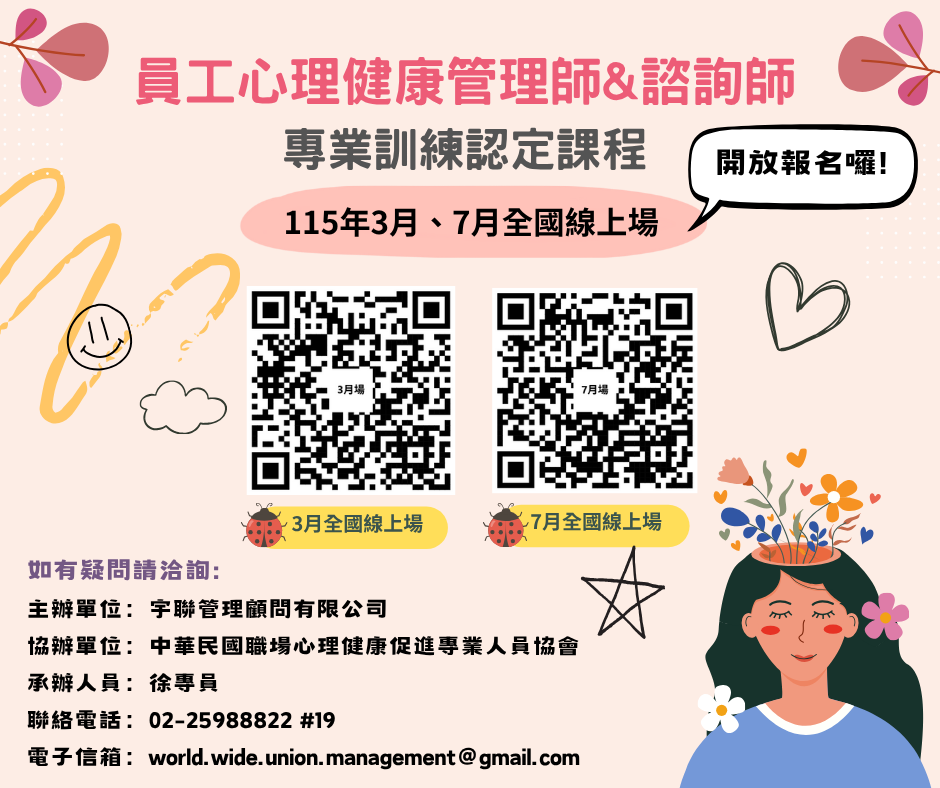 員工心理健康管理師&諮詢師
專業訓練認定課程
開放報名囉!
115年3月、7月全國線上場
3月場
7月場
3月全國線上場
7月全國線上場
如有疑問請洽詢:
主辦單位: 宇聯管理顧問有限公司
協辦單位: 中華民國職場心理健康促進專業人員協會
承辦人員: 徐專員
聯絡電話: 02-25988822 #19
電子信箱: world.wide.union.management@gmail.com